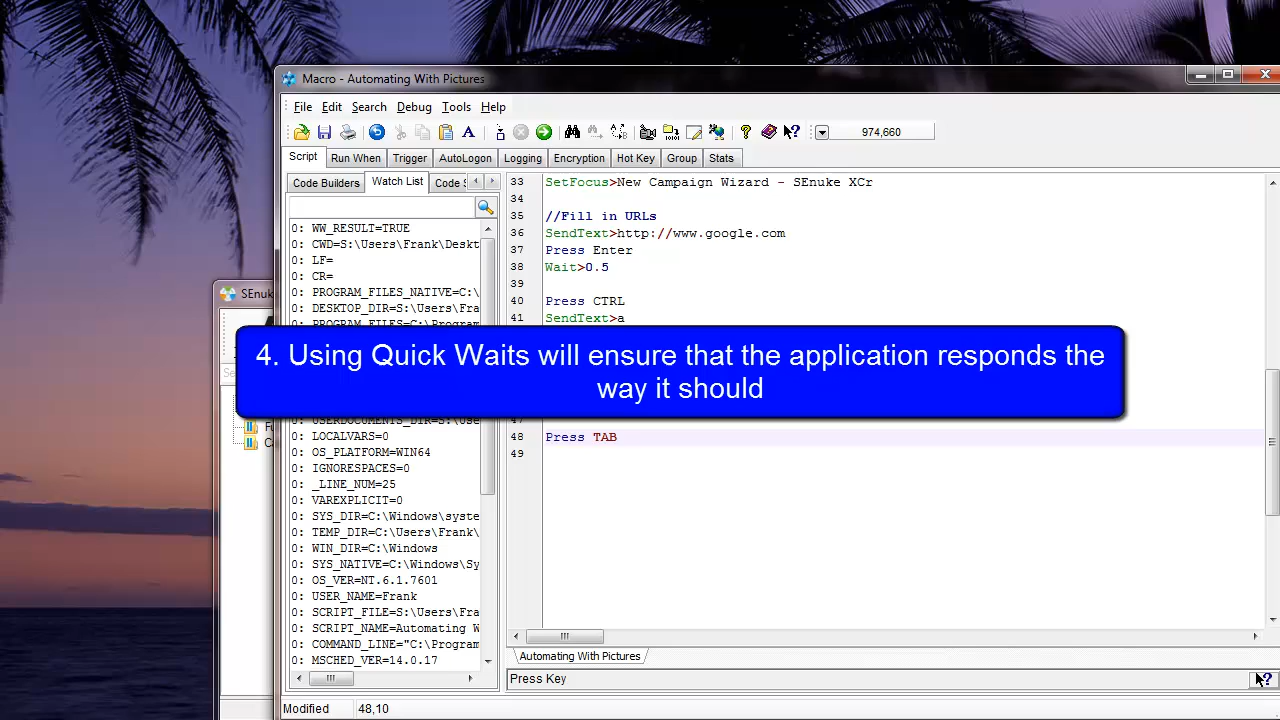 Macro - Automating With Pictures
File Edit Search Debug Tools Help
974,660
Script Run When Trigger AutoLogon Logging Encryption Hot Key Group Stats
Code Builders Watch List Code
0: WW_RESULT=TRUE
0: CWD=S:\Users\Frank\Deskt
0: LF=
0: CR=
0: PROGRAM_FILES_NATIVE=C:\
0: DESKTOP_DIR=S:\Users\Fra
0: PROGRAM_FILES=C:\Program
0: USERDOCUMENTS_DIR=S:\Use
0: LOCALVARS=0
0: OS_PLATFORM=WIN64
0: IGNORESPACES=0
0: _LINE_NUM=25
0: VAREXPLICIT=0
0: SYS_DIR=C:\Windows\syste
0: TEMP_DIR=C:\Users\Frank\
0: WIN_DIR=C:\Windows
0: SYS_NATIVE=C:\Windows\Sy
0: OS_VER=NT.6.1.7601
0: USER_NAME=Frank
0: SCRIPT_FILE=S:\Users\Fra
0: SCRIPT_NAME=Automating W
0: COMMAND_LINE="C:\Program
0: MSCHED_VER=14.0.17
33 SetFocus>New Campaign Wizard - SEnuke XCr
34
35 //Fill in URLs
36 SendText>http://www.google.com
37 Press Enter
38 Wait>0.5
39
40 Press CTRL
41 SendText>a
4. Using Quick Waits will ensure that the application responds the
way it should
48 Press TAB
49
Automating With Pictures
Press Key
Modified 48,10
SEnuk